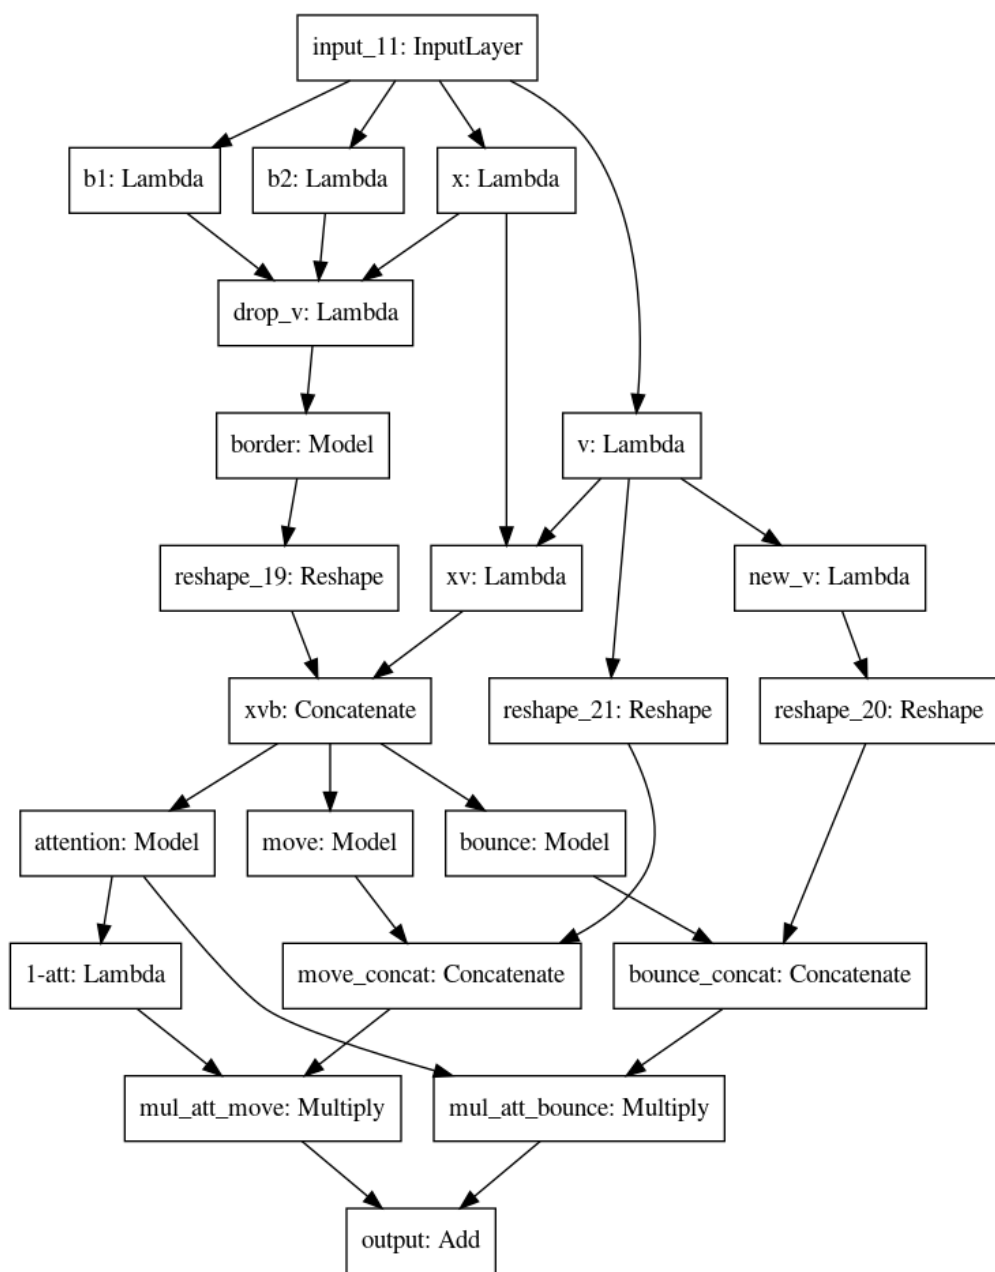 input_11: InputLayer
b1: Lambda
b2: Lambda
x: Lambda
drop_v: Lambda
border: Model
v: Lambda
reshape_19: Reshape
xv: Lambda
new_v: Lambda
xvb: Concatenate
reshape_21: Reshape
reshape_20: Reshape
attention: Model
move: Model
bounce: Model
1-att: Lambda
move_concat: Concatenate
bounce_concat: Concatenate
mul_att_move: Multiply
mul_att_bounce: Multiply
output: Add